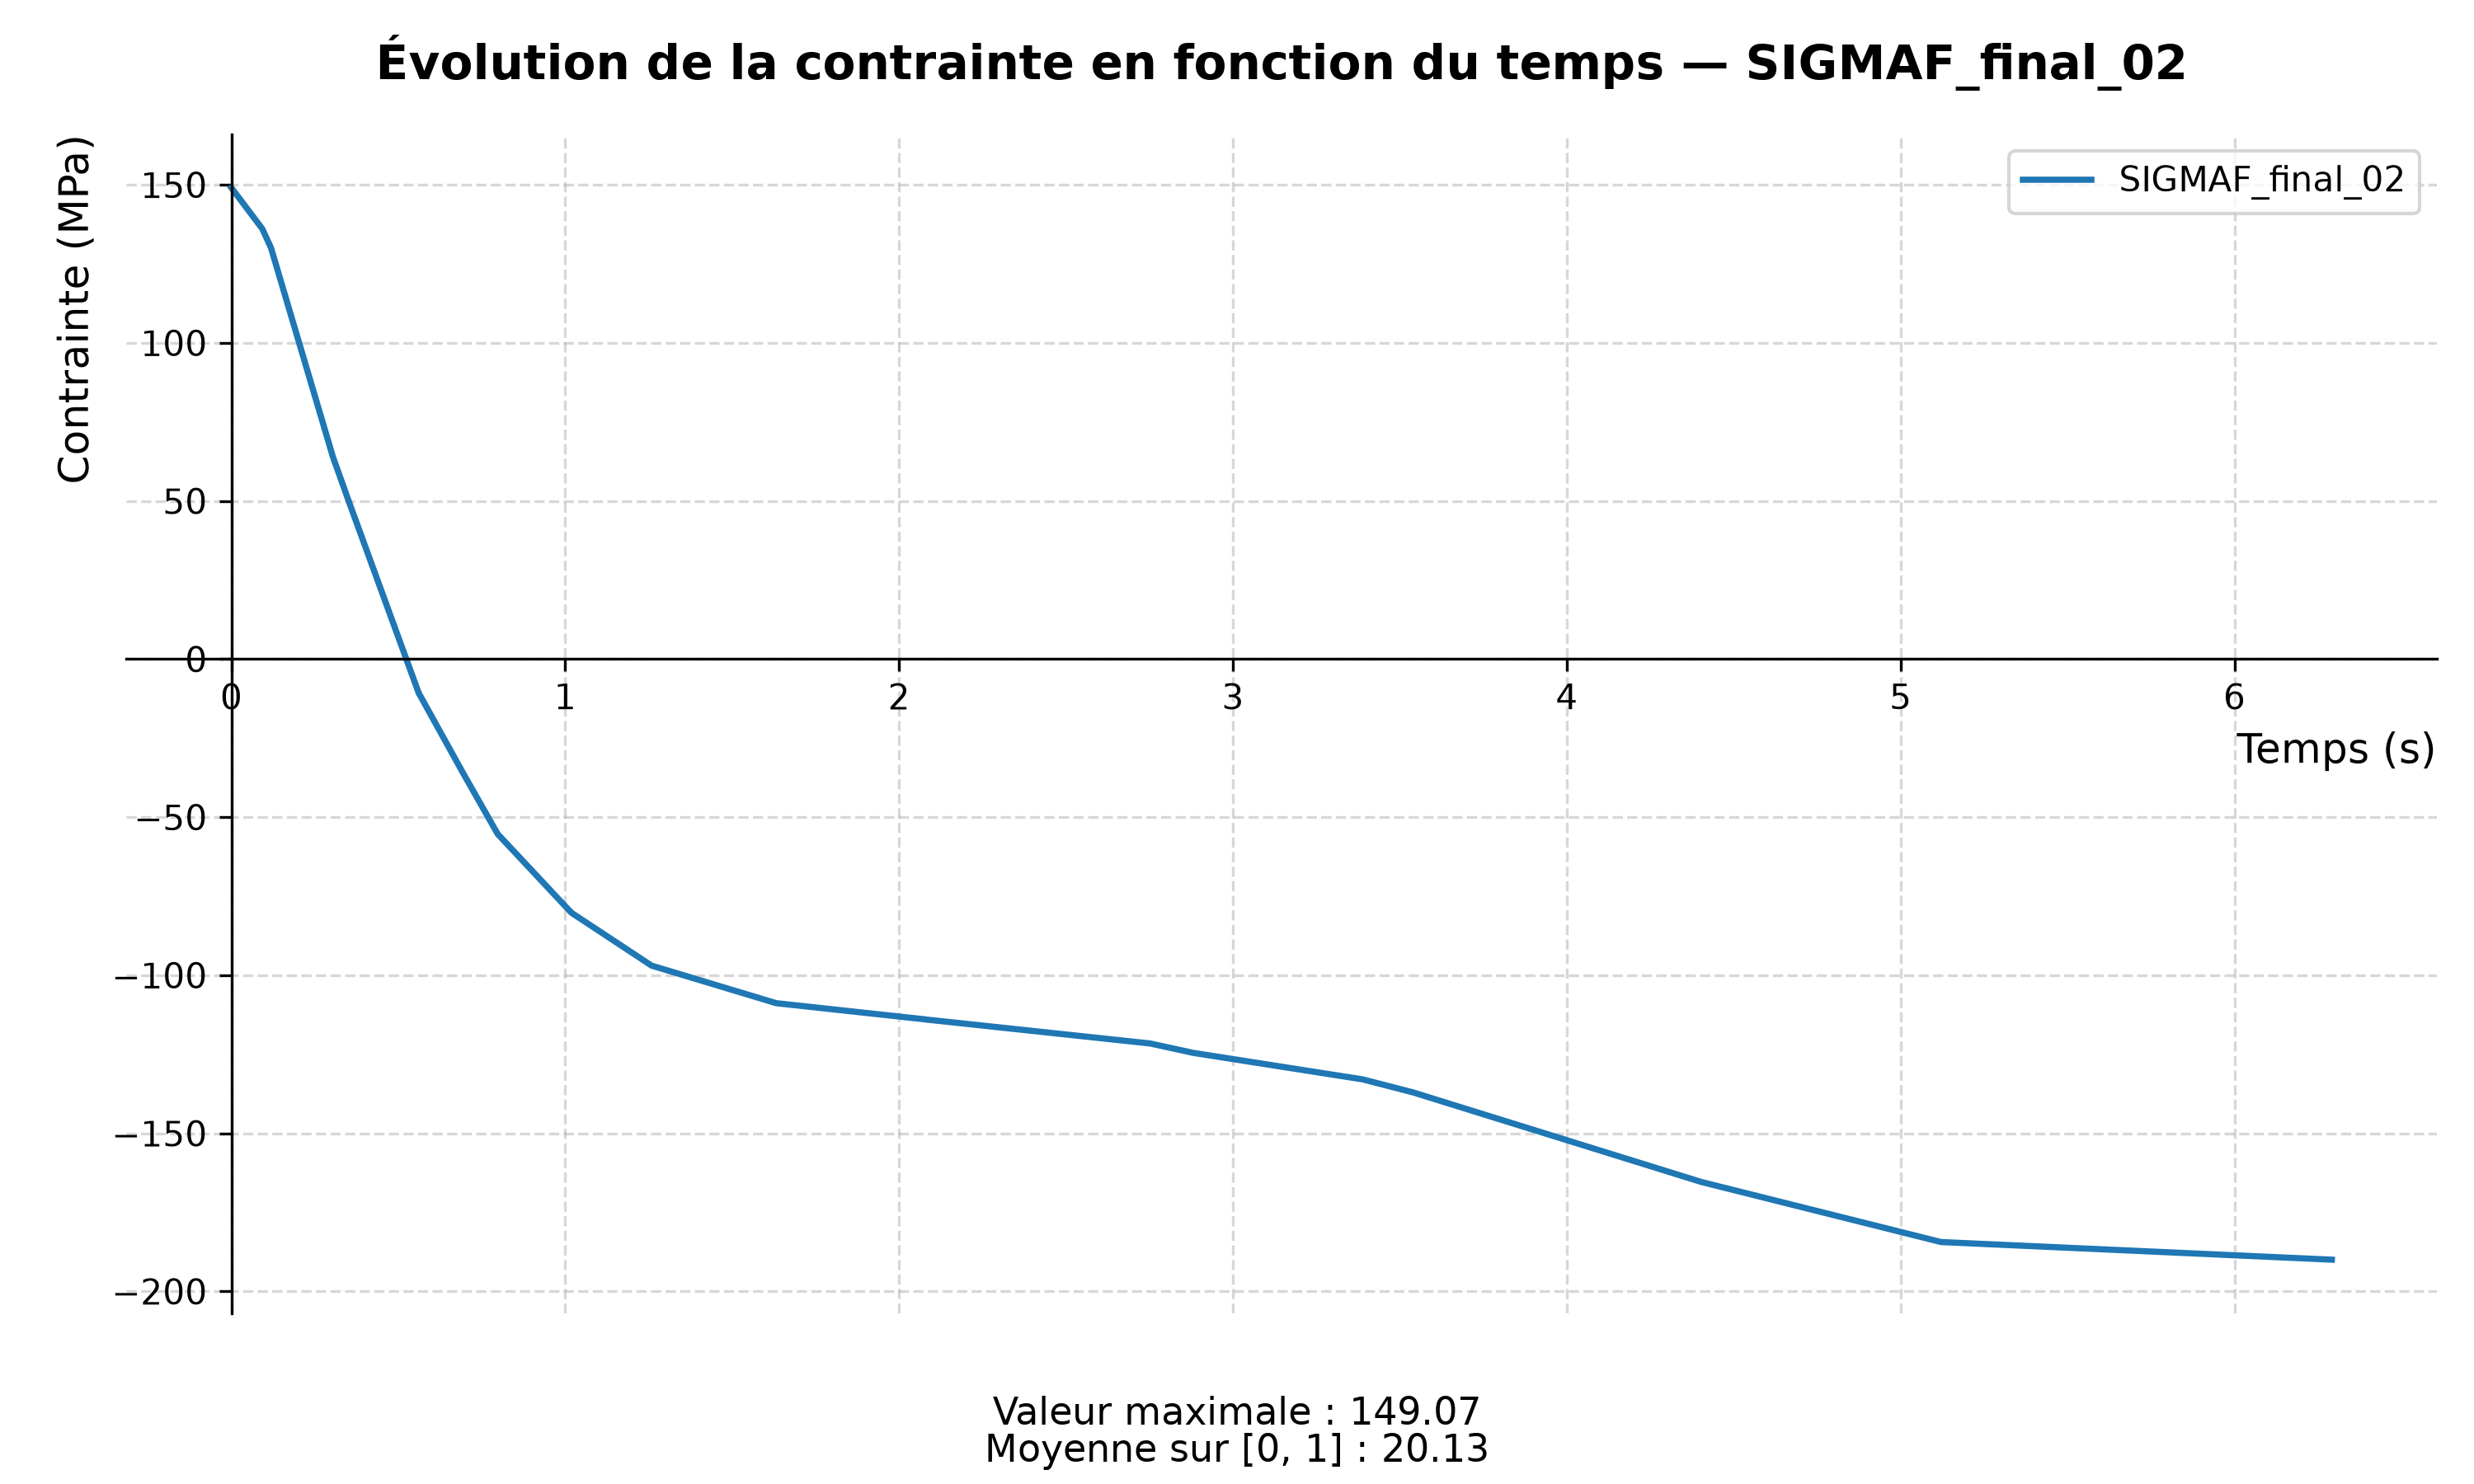 Évolution de la contrainte en fonction du temps — SIGMAF_final_02
Contrainte (MPa)
SIGMAF_final_02
150
100
50
0
−50
−100
−150
−200
0 1 2 3 4 5 6
Temps (s)
Valeur maximale : 149.07
Moyenne sur [0, 1] : 20.13